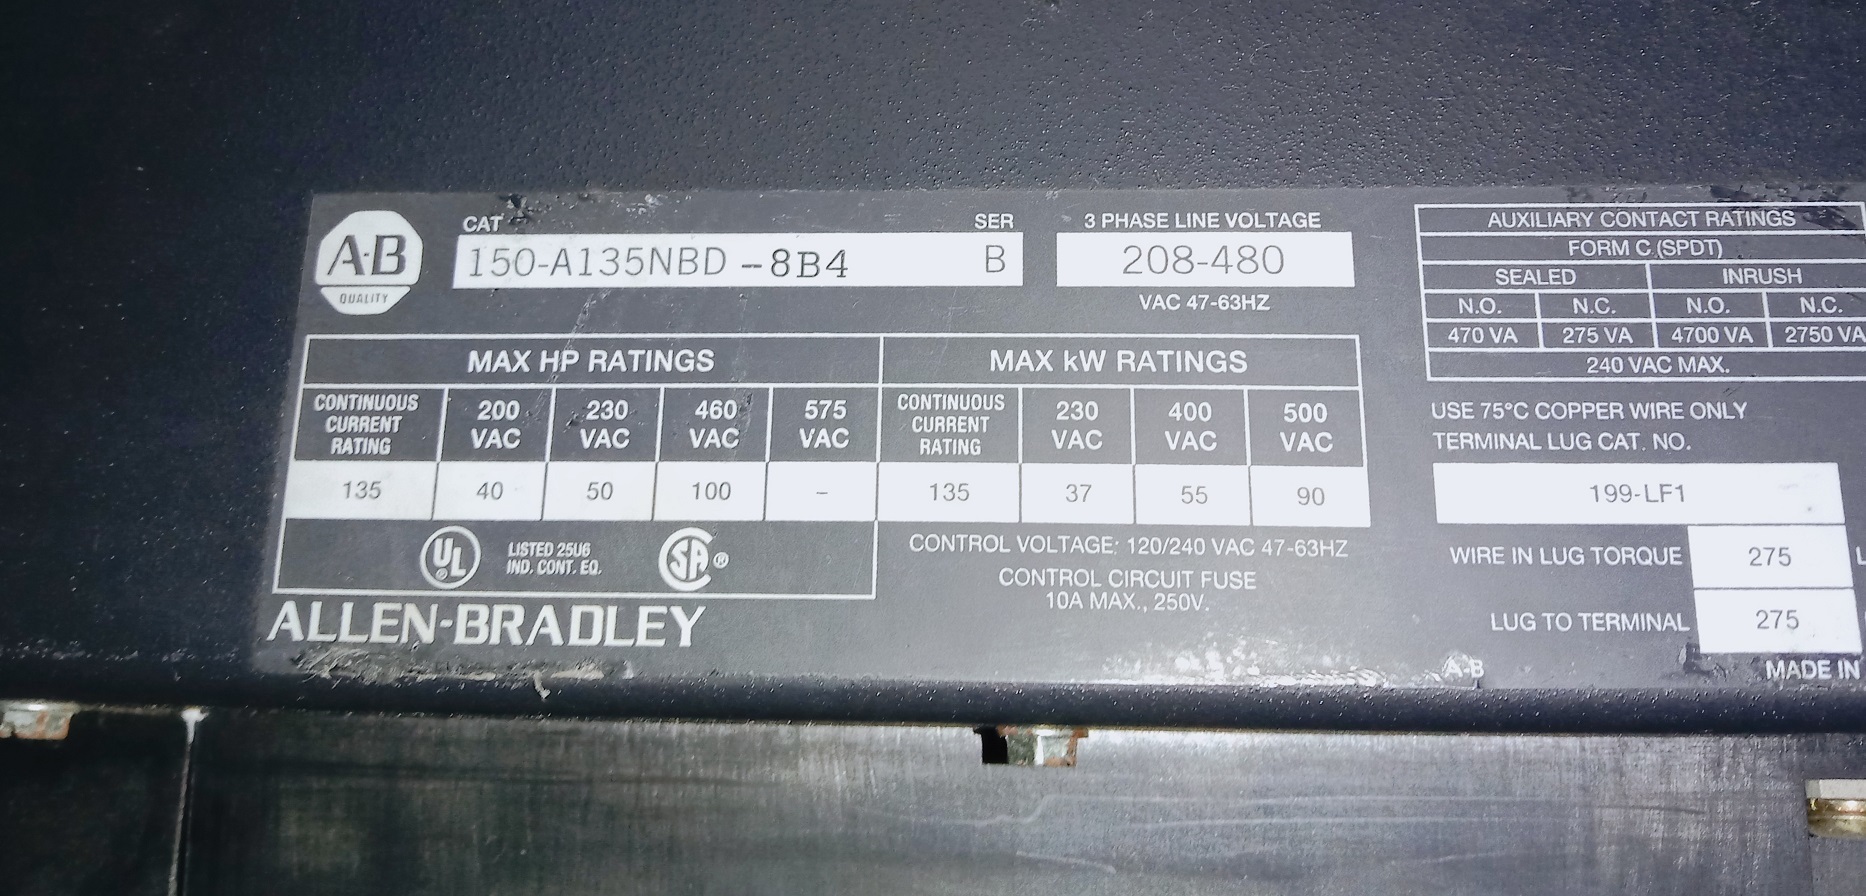 A-B
QUALITY
CAT
SER
150-A135NBD -8B4 B
3 PHASE LINE VOLTAGE
208-480
VAC 47-63HZ
MAX HP RATINGS
MAX kW RATINGS
CONTINUOUS CURRENT RATING
200 VAC
230 VAC
460 VAC
575 VAC
CONTINUOUS CURRENT RATING
230 VAC
400 VAC
500 VAC
135 40 50 100 - 135 37 55 90
UL
LISTED 25U6
IND. CONT. EQ.
SA ®
CONTROL VOLTAGE: 120/240 VAC 47-63HZ
CONTROL CIRCUIT FUSE
10A MAX., 250V.
ALLEN-BRADLEY
AUXILIARY CONTACT RATINGS
FORM C (SPDT)
SEALED INRUSH
N.O. N.C. N.O. N.C.
470 VA 275 VA 4700 VA 2750 VA
240 VAC MAX.
USE 75°C COPPER WIRE ONLY
TERMINAL LUG CAT. NO.
199-LF1
WIRE IN LUG TORQUE 275
LUG TO TERMINAL 275
A-B
MADE IN